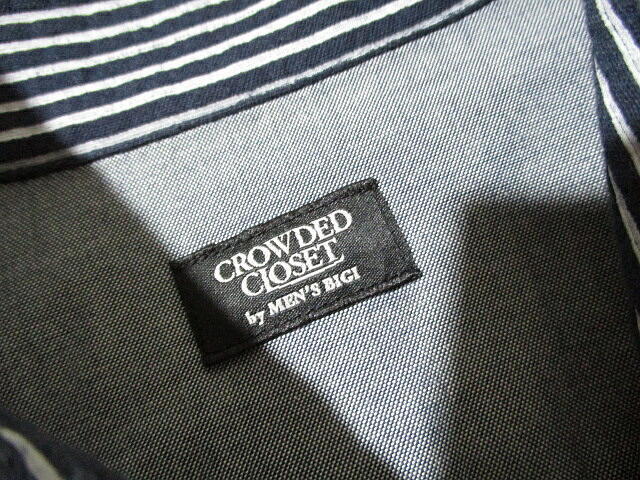 CROWDED
CLOSET
by MEN'S BIGI